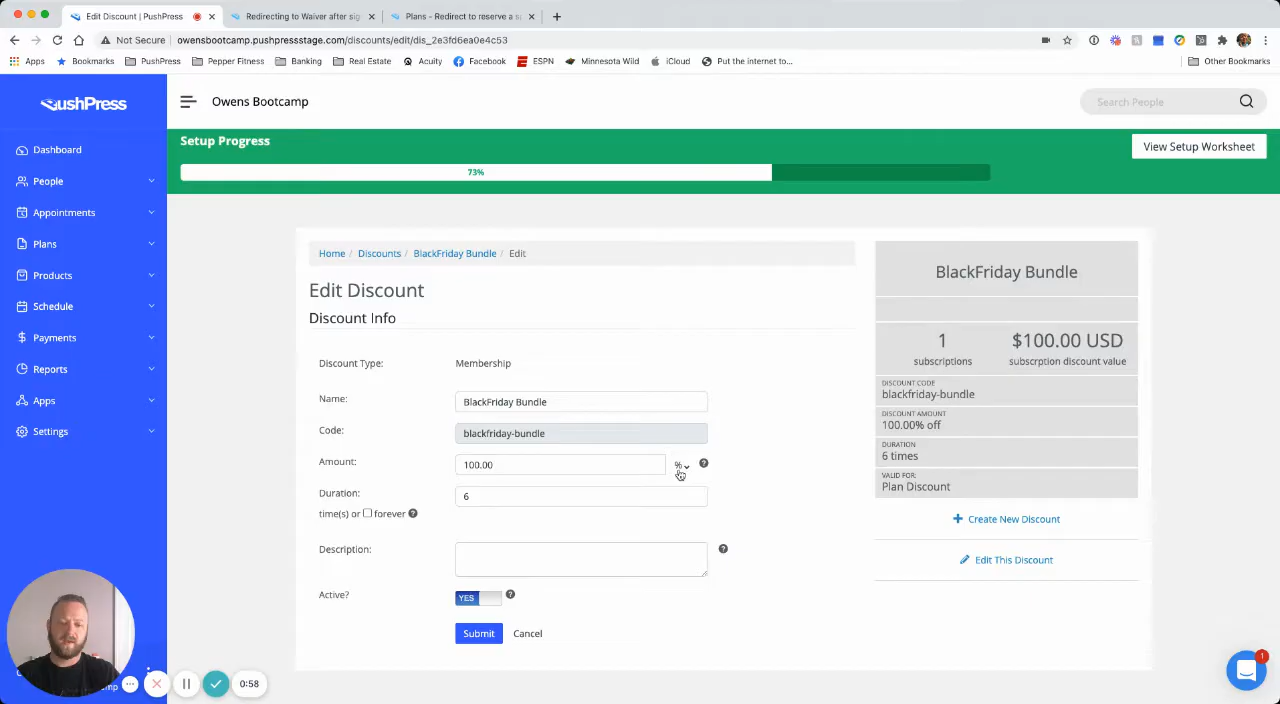 Edit Discount | PushPress
Redirecting to Waiver after sig
Plans - Redirect to reserve a s
Not Secure
owensbootcamp.pushpressstage.com/discounts/edit/dis_2e3fd6ea0e4c53
Apps
Bookmarks
PushPress
Pepper Fitness
Banking
Real Estate
Acuity
Facebook
ESPN
Minnesota Wild
iCloud
Put the internet to...
Other Bookmarks
PushPress
Owens Bootcamp
Search People
Setup Progress
73%
View Setup Worksheet
Dashboard
People
Appointments
Plans
Products
Schedule
Payments
Reports
Apps
Settings
Home / Discounts / BlackFriday Bundle / Edit
Edit Discount
Discount Info
Discount Type: Membership
Name: BlackFriday Bundle
Code: blackfriday-bundle
Amount: 100.00 %
Duration: 6
time(s) or forever
Description:
Active? YES
Submit Cancel
BlackFriday Bundle
1 $100.00 USD
subscriptions subscrption discount value
DISCOUNT CODE
blackfriday-bundle
DISCOUNT AMOUNT
100.00% off
DURATION
6 times
VALID FOR:
Plan Discount
Create New Discount
Edit This Discount
0:58
1